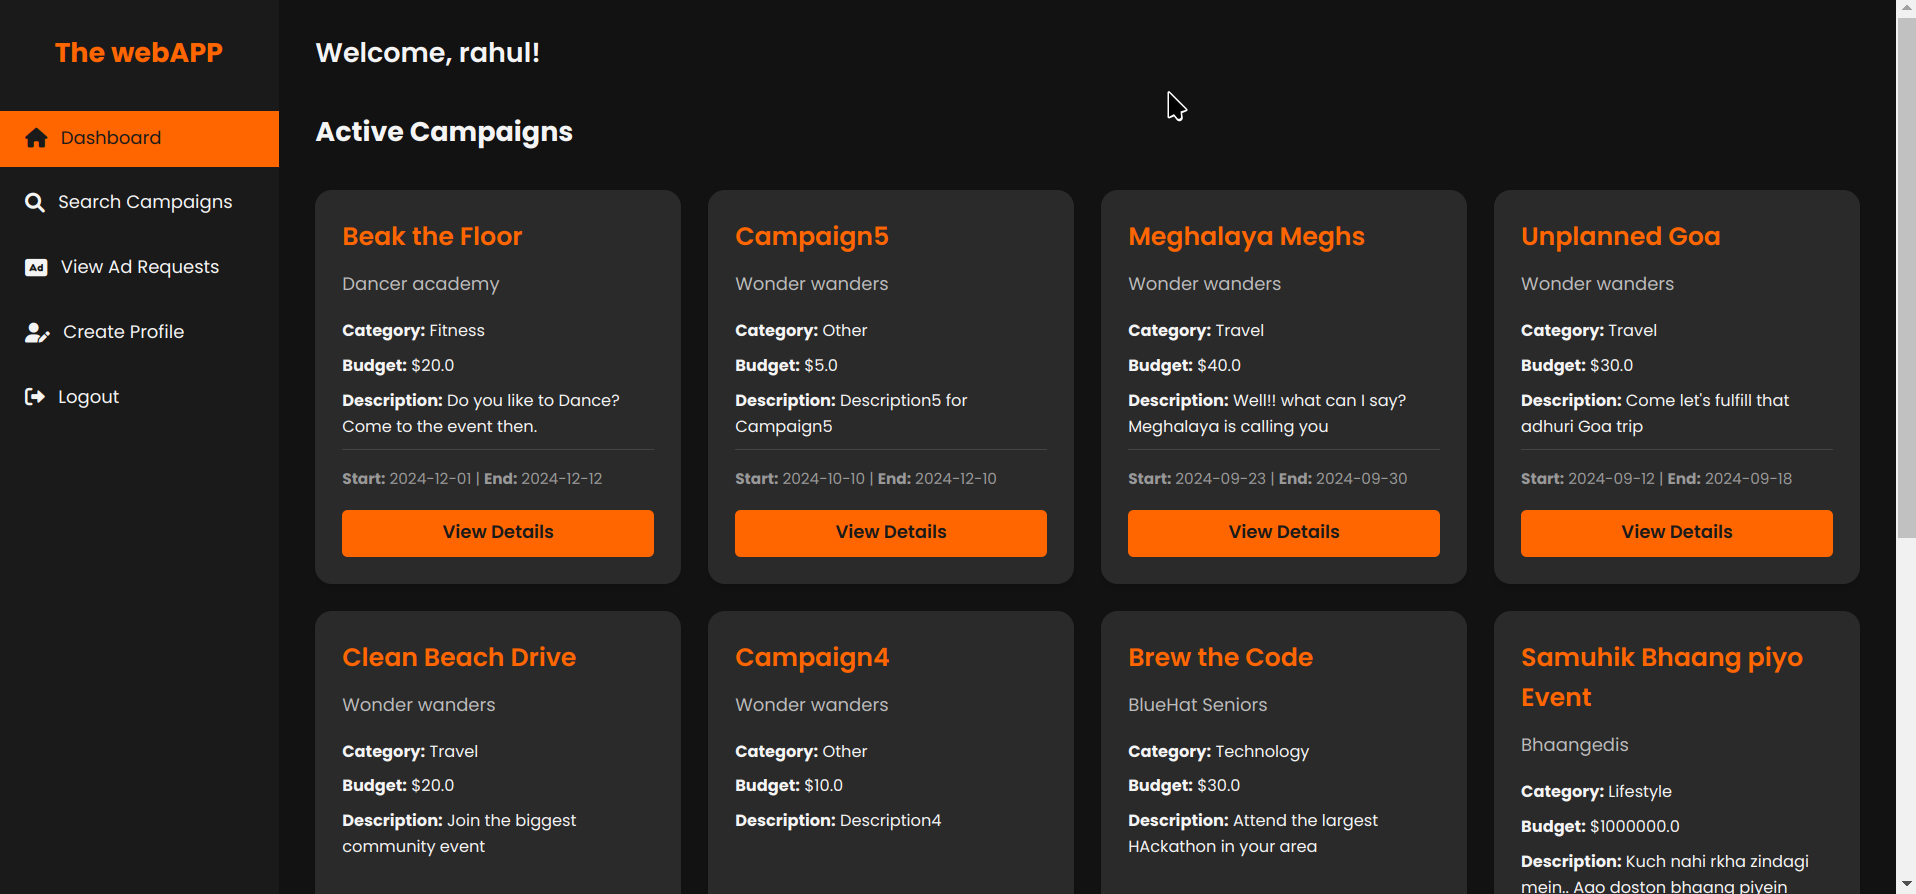 The webAPP
Dashboard
Search Campaigns
Ad View Ad Requests
Create Profile
Logout
Welcome, rahul!
Active Campaigns
Beak the Floor
Dancer academy
Category: Fitness
Budget: $20.0
Description: Do you like to Dance?
Come to the event then.
Start: 2024-12-01 | End: 2024-12-12
View Details
Campaign5
Wonder wanders
Category: Other
Budget: $5.0
Description: Description5 for
Campaign5
Start: 2024-10-10 | End: 2024-12-10
View Details
Meghalaya Meghs
Wonder wanders
Category: Travel
Budget: $40.0
Description: Well!! what can I say?
Meghalaya is calling you
Start: 2024-09-23 | End: 2024-09-30
View Details
Unplanned Goa
Wonder wanders
Category: Travel
Budget: $30.0
Description: Come let's fulfill that
adhuri Goa trip
Start: 2024-09-12 | End: 2024-09-18
View Details
Clean Beach Drive
Wonder wanders
Category: Travel
Budget: $20.0
Description: Join the biggest
community event
Campaign4
Wonder wanders
Category: Other
Budget: $10.0
Description: Description4
Brew the Code
BlueHat Seniors
Category: Technology
Budget: $30.0
Description: Attend the largest
HAckathon in your area
Samuhik Bhaang piyo
Event
Bhaangedis
Category: Lifestyle
Budget: $1000000.0
Description: Kuch nahi rkha zindagi
mein.. Aao doston bhaang piyein